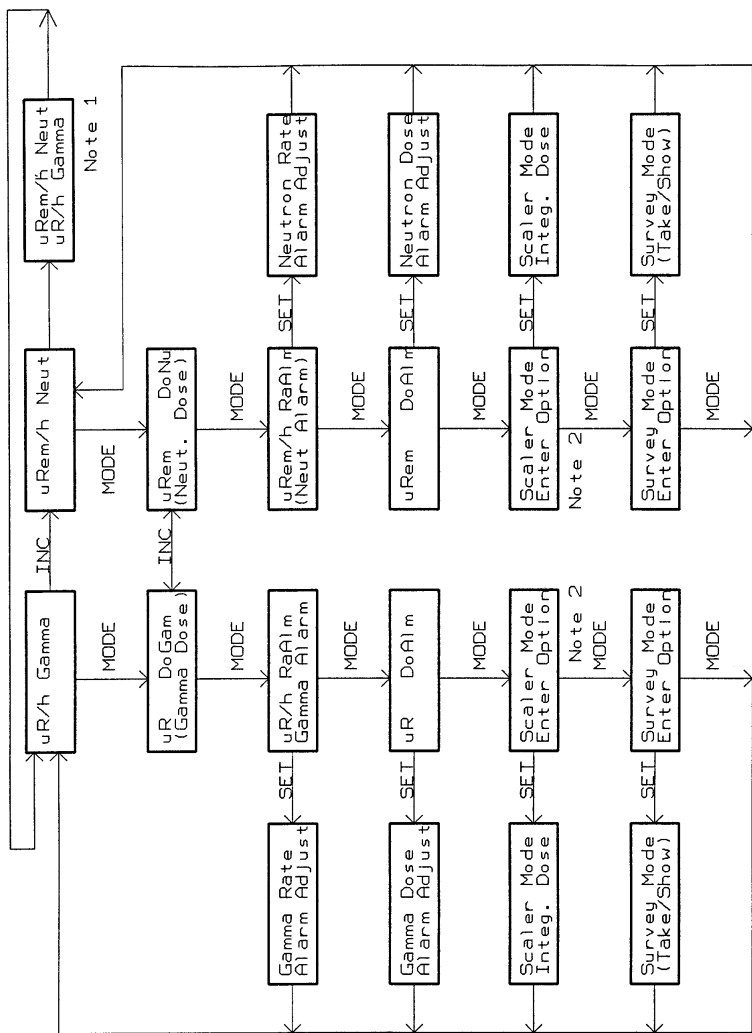 uR/h Gamma
INC
uRem/h Neut
uRem/h Neut
uR/h Gamma
Note 1
MODE
MODE
uR DoGam
(Gamma Dose)
INC
uRem DoNu
(Neut. Dose)
MODE
MODE
Gamma Rate
Alarm Adjust
SET
uR/h RaAlm
Gamma Alarm
uRem/h RaAlm
(Neut Alarm)
SET
Neutron Rate
Alarm Adjust
MODE
MODE
Gamma Dose
Alarm Adjust
SET
uR DoAlm
uRem DoAlm
SET
Neutron Dose
Alarm Adjust
MODE
MODE
Scaler Mode
Integ. Dose
SET
Scaler Mode
Enter Option
Scaler Mode
Enter Option
SET
Scaler Mode
Integ. Dose
Note 2
MODE
Note 2
MODE
Survey Mode
(Take/Show)
SET
Survey Mode
Enter Option
Survey Mode
Enter Option
SET
Survey Mode
(Take/Show)
MODE
MODE